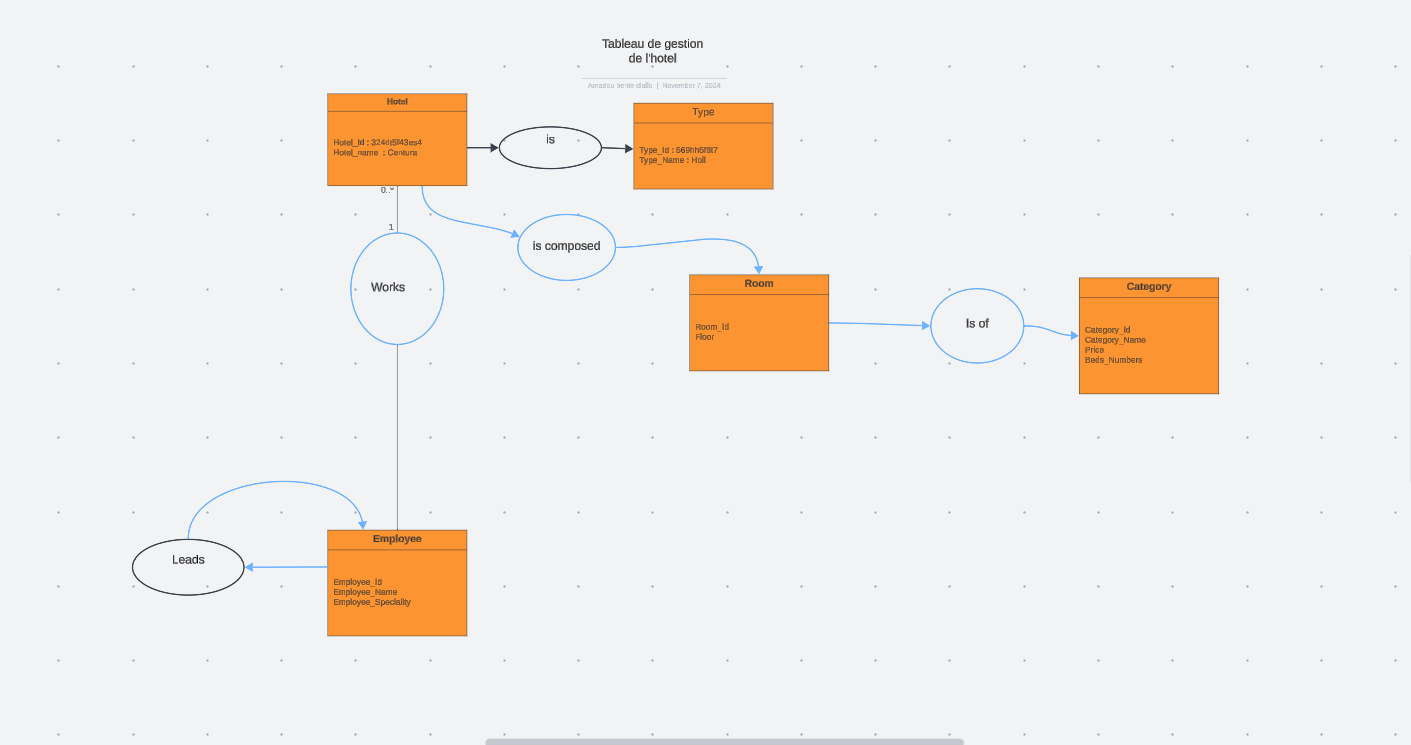 Tableau de gestion
de l'hotel
Amadou bente diallo | November 7, 2024
Hotel
Hotel_Id :
Hotel_name : Centura
is
Type
Type_Id : 569hh5f8t7
Type_Name : Holl
0..*
1
is composed
Works
Room
Room_Id
Floor
Is of
Category
Category_Id
Category_Name
Price
Beds_Numbers
Leads
Employee
Employee_Id
Employee_Name
Employee_Speciality